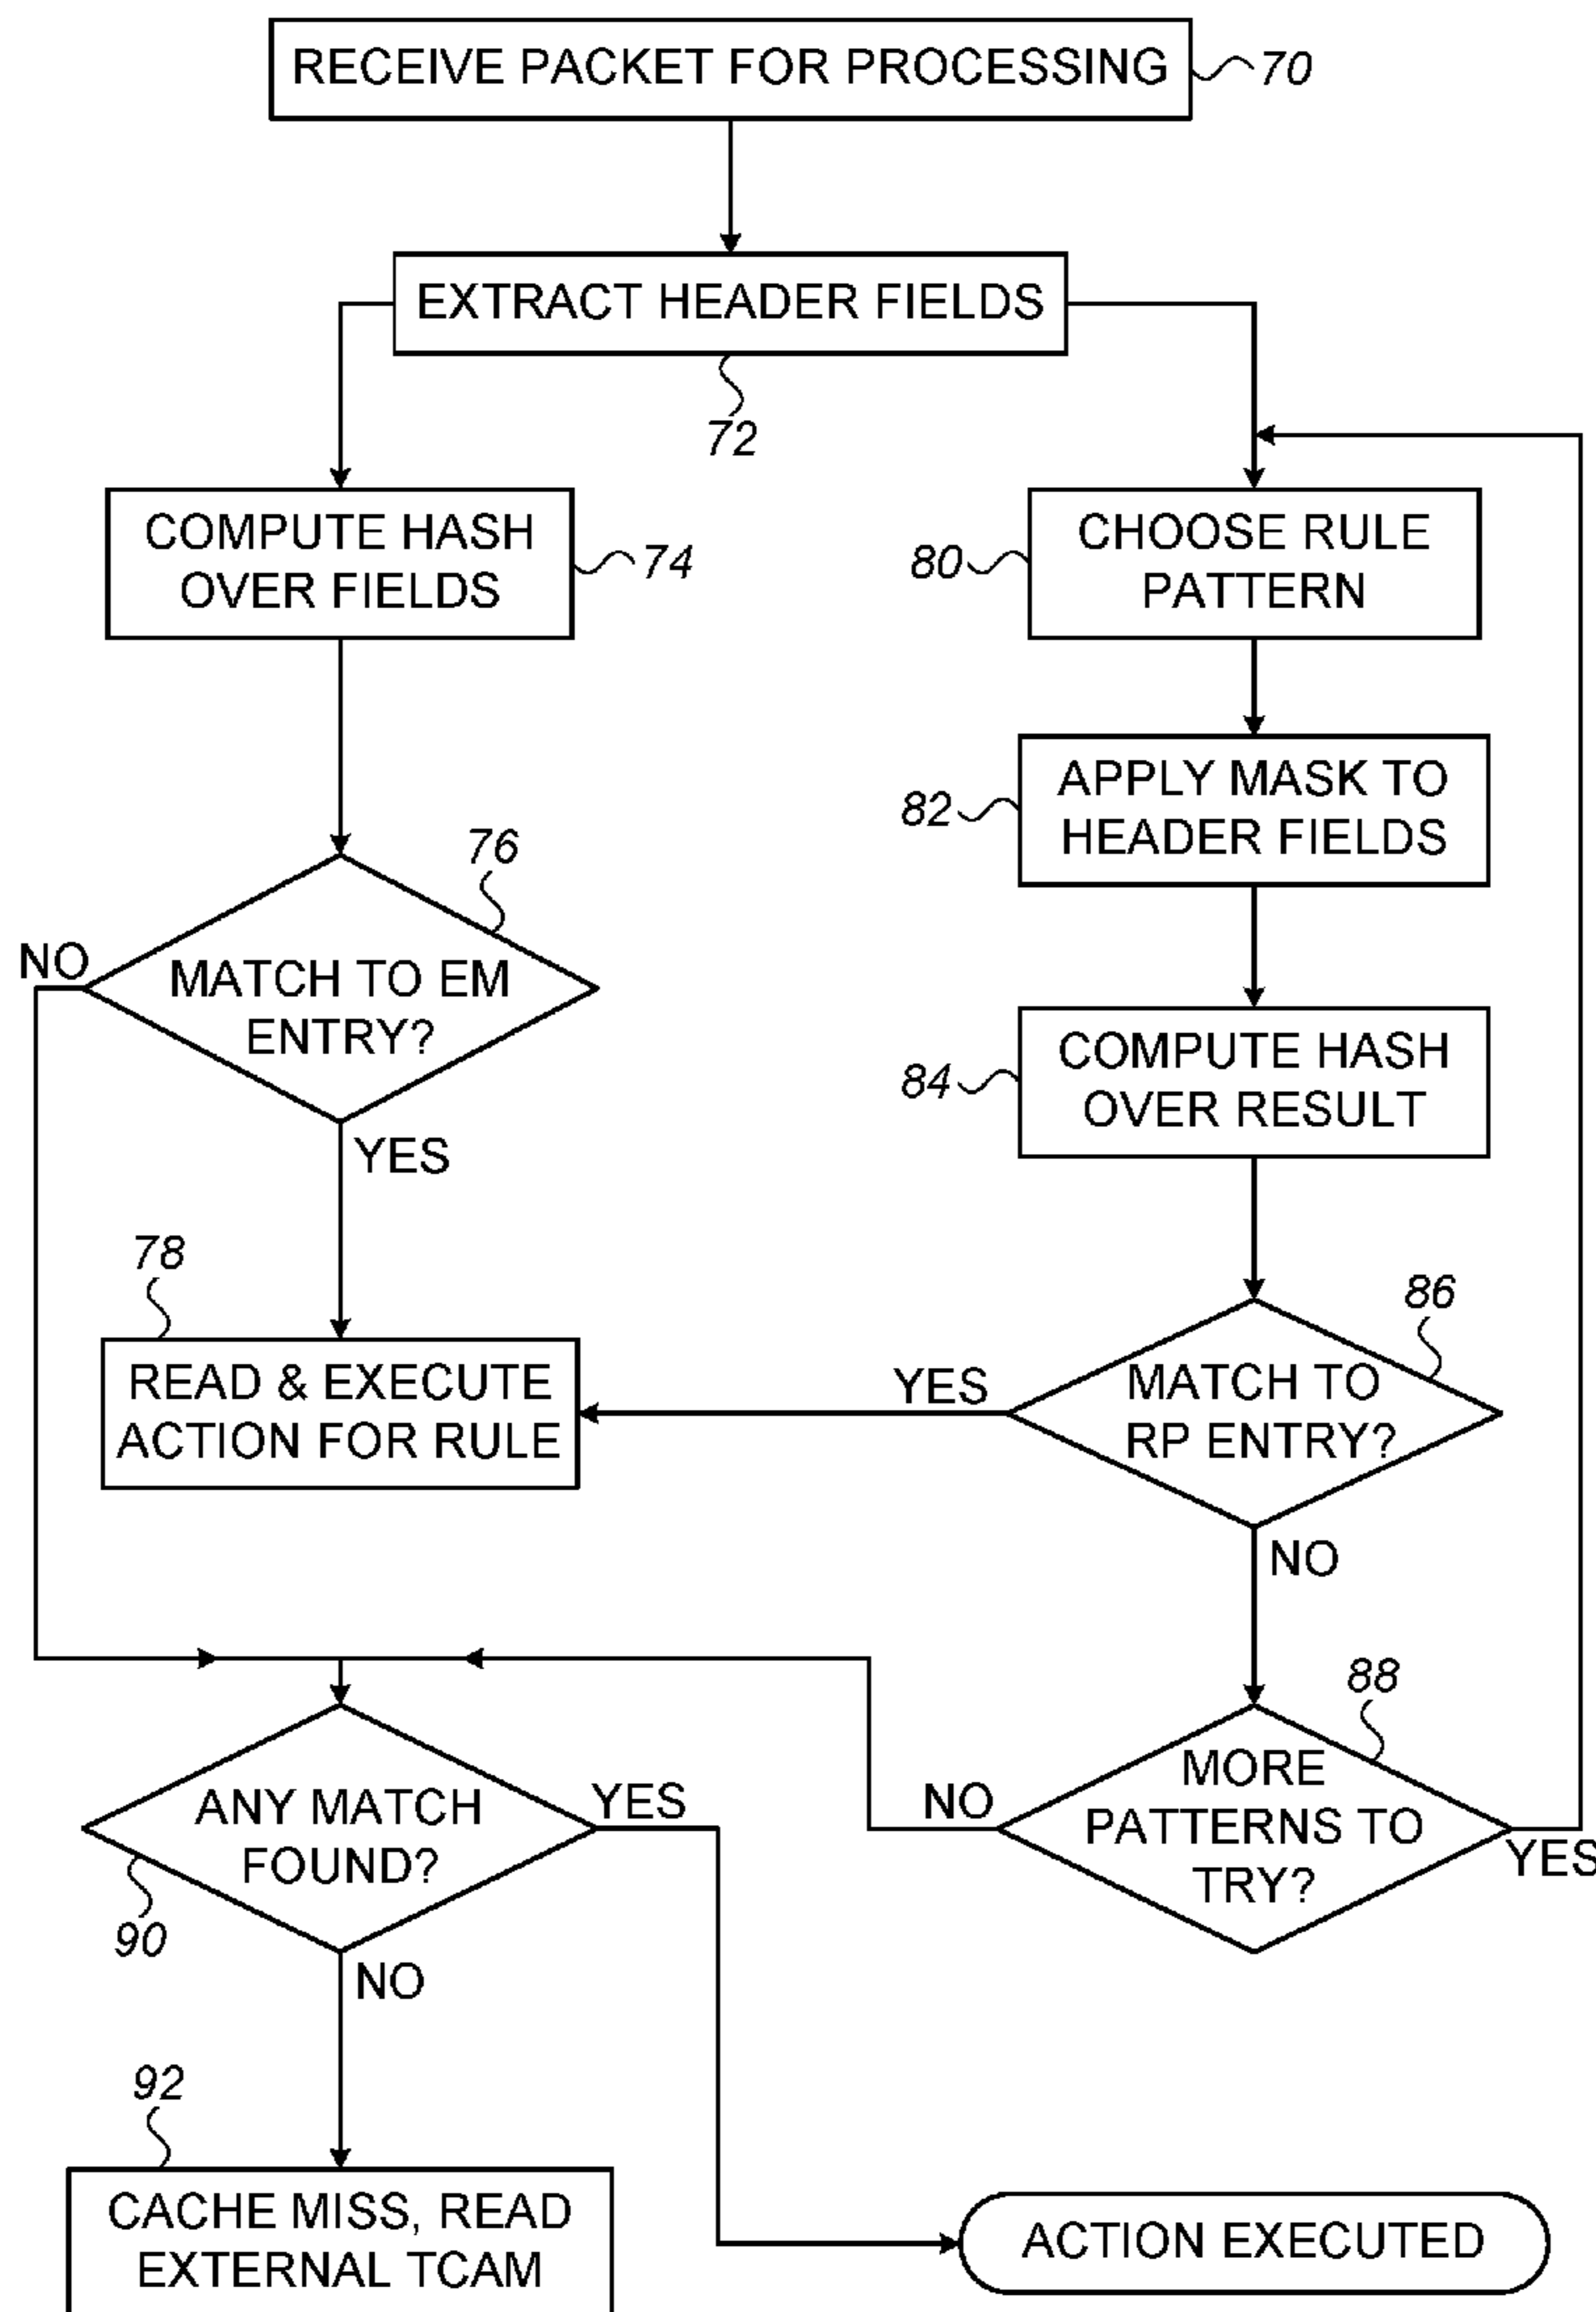 RECEIVE PACKET FOR PROCESSING
70
EXTRACT HEADER FIELDS
72
COMPUTE HASH
OVER FIELDS
74
80
CHOOSE RULE
PATTERN
82
APPLY MASK TO
HEADER FIELDS
76
NO
MATCH TO EM
ENTRY?
YES
84
COMPUTE HASH
OVER RESULT
78
READ & EXECUTE
ACTION FOR RULE
86
YES
MATCH TO
RP ENTRY?
NO
88
MORE
PATTERNS TO
TRY?
NO
YES
ANY MATCH
FOUND?
YES
90
NO
92
CACHE MISS, READ
EXTERNAL TCAM
ACTION EXECUTED